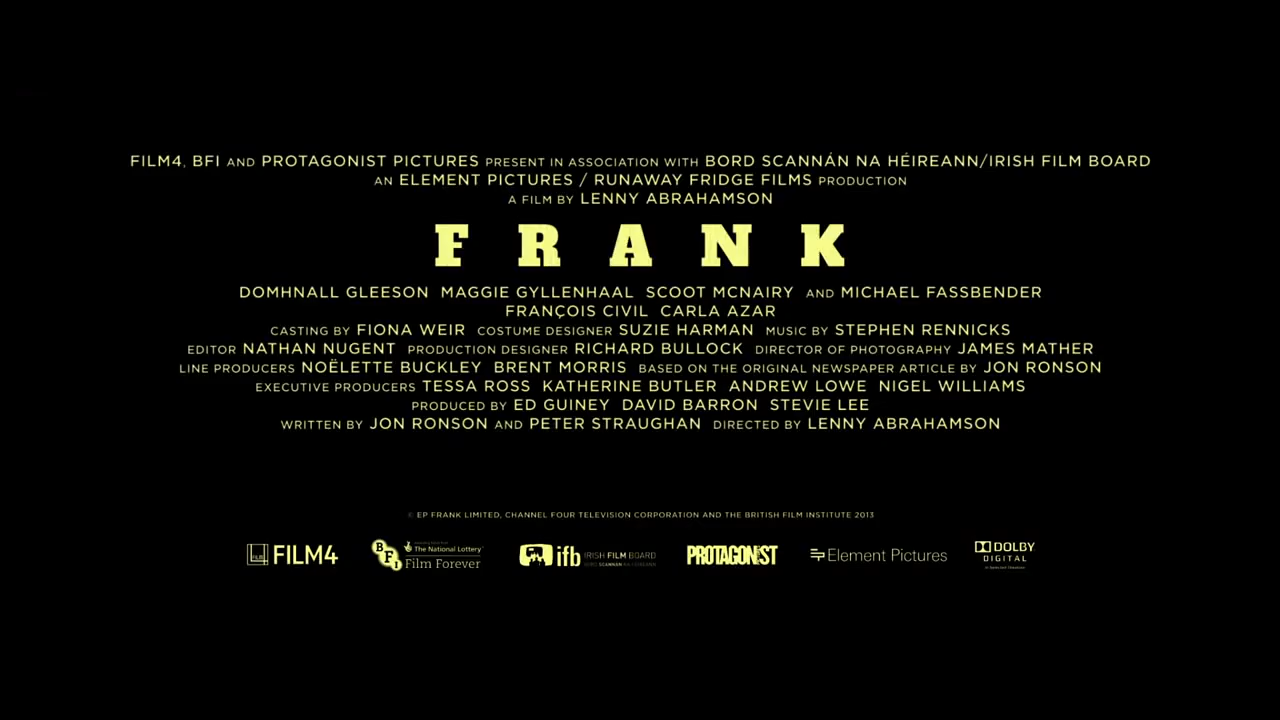 FILM4, BFI AND PROTAGONIST PICTURES PRESENT IN ASSOCIATION WITH BORD SCANNÁN NA HÉIREANN/IRISH FILM BOARD
AN ELEMENT PICTURES / RUNAWAY FRIDGE FILMS PRODUCTION
A FILM BY LENNY ABRAHAMSON
FRANK
DOMHNALL GLEESON MAGGIE GYLLENHAAL SCOOT MCNAIRY AND MICHAEL FASSBENDER
FRANÇOIS CIVIL CARLA AZAR
CASTING BY FIONA WEIR COSTUME DESIGNER SUZIE HARMAN MUSIC BY STEPHEN RENNICKS
EDITOR NATHAN NUGENT PRODUCTION DESIGNER RICHARD BULLOCK DIRECTOR OF PHOTOGRAPHY JAMES MATHER
LINE PRODUCERS NOËLETTE BUCKLEY BRENT MORRIS BASED ON THE ORIGINAL NEWSPAPER ARTICLE BY JON RONSON
EXECUTIVE PRODUCERS TESSA ROSS KATHERINE BUTLER ANDREW LOWE NIGEL WILLIAMS
PRODUCED BY ED GUINEY DAVID BARRON STEVIE LEE
WRITTEN BY JON RONSON AND PETER STRAUGHAN DIRECTED BY LENNY ABRAHAMSON
© EP FRANK LIMITED, CHANNEL FOUR TELEVISION CORPORATION AND THE BRITISH FILM INSTITUTE 2013
FILM4 FILM4
BFI The National Lottery® Film Forever
ifb IRISH FILM BOARD BORD SCANNÁN NA HÉIREANN
PROTAGONIST
Element Pictures
DOLBY DIGITAL